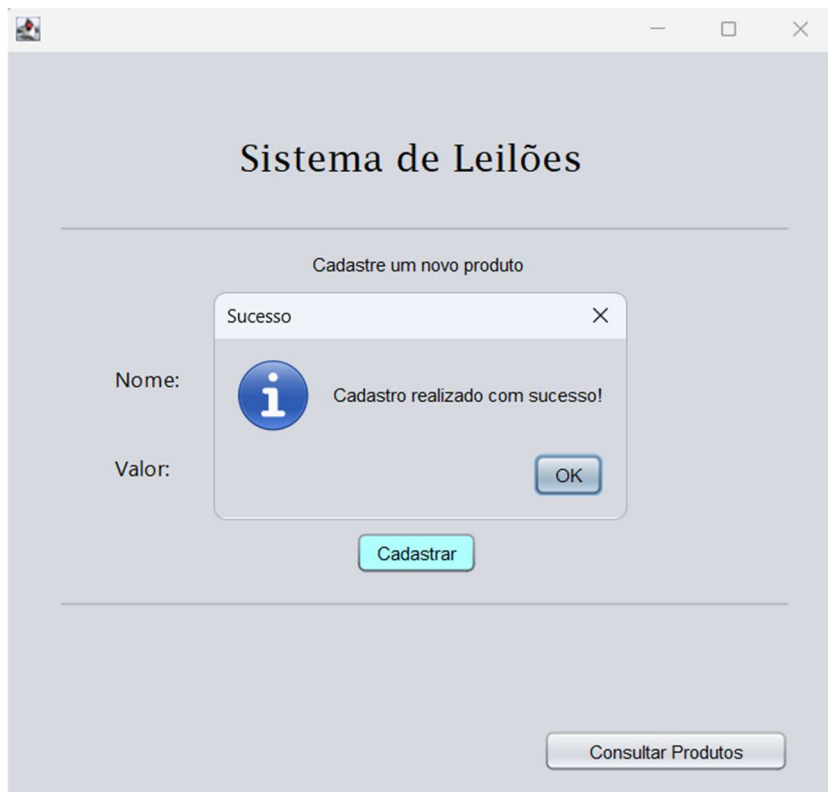 Sistema de Leilões
Cadastre um novo produto
Sucesso
Nome:
Cadastro realizado com sucesso!
Valor:
OK
Cadastrar
Consultar Produtos